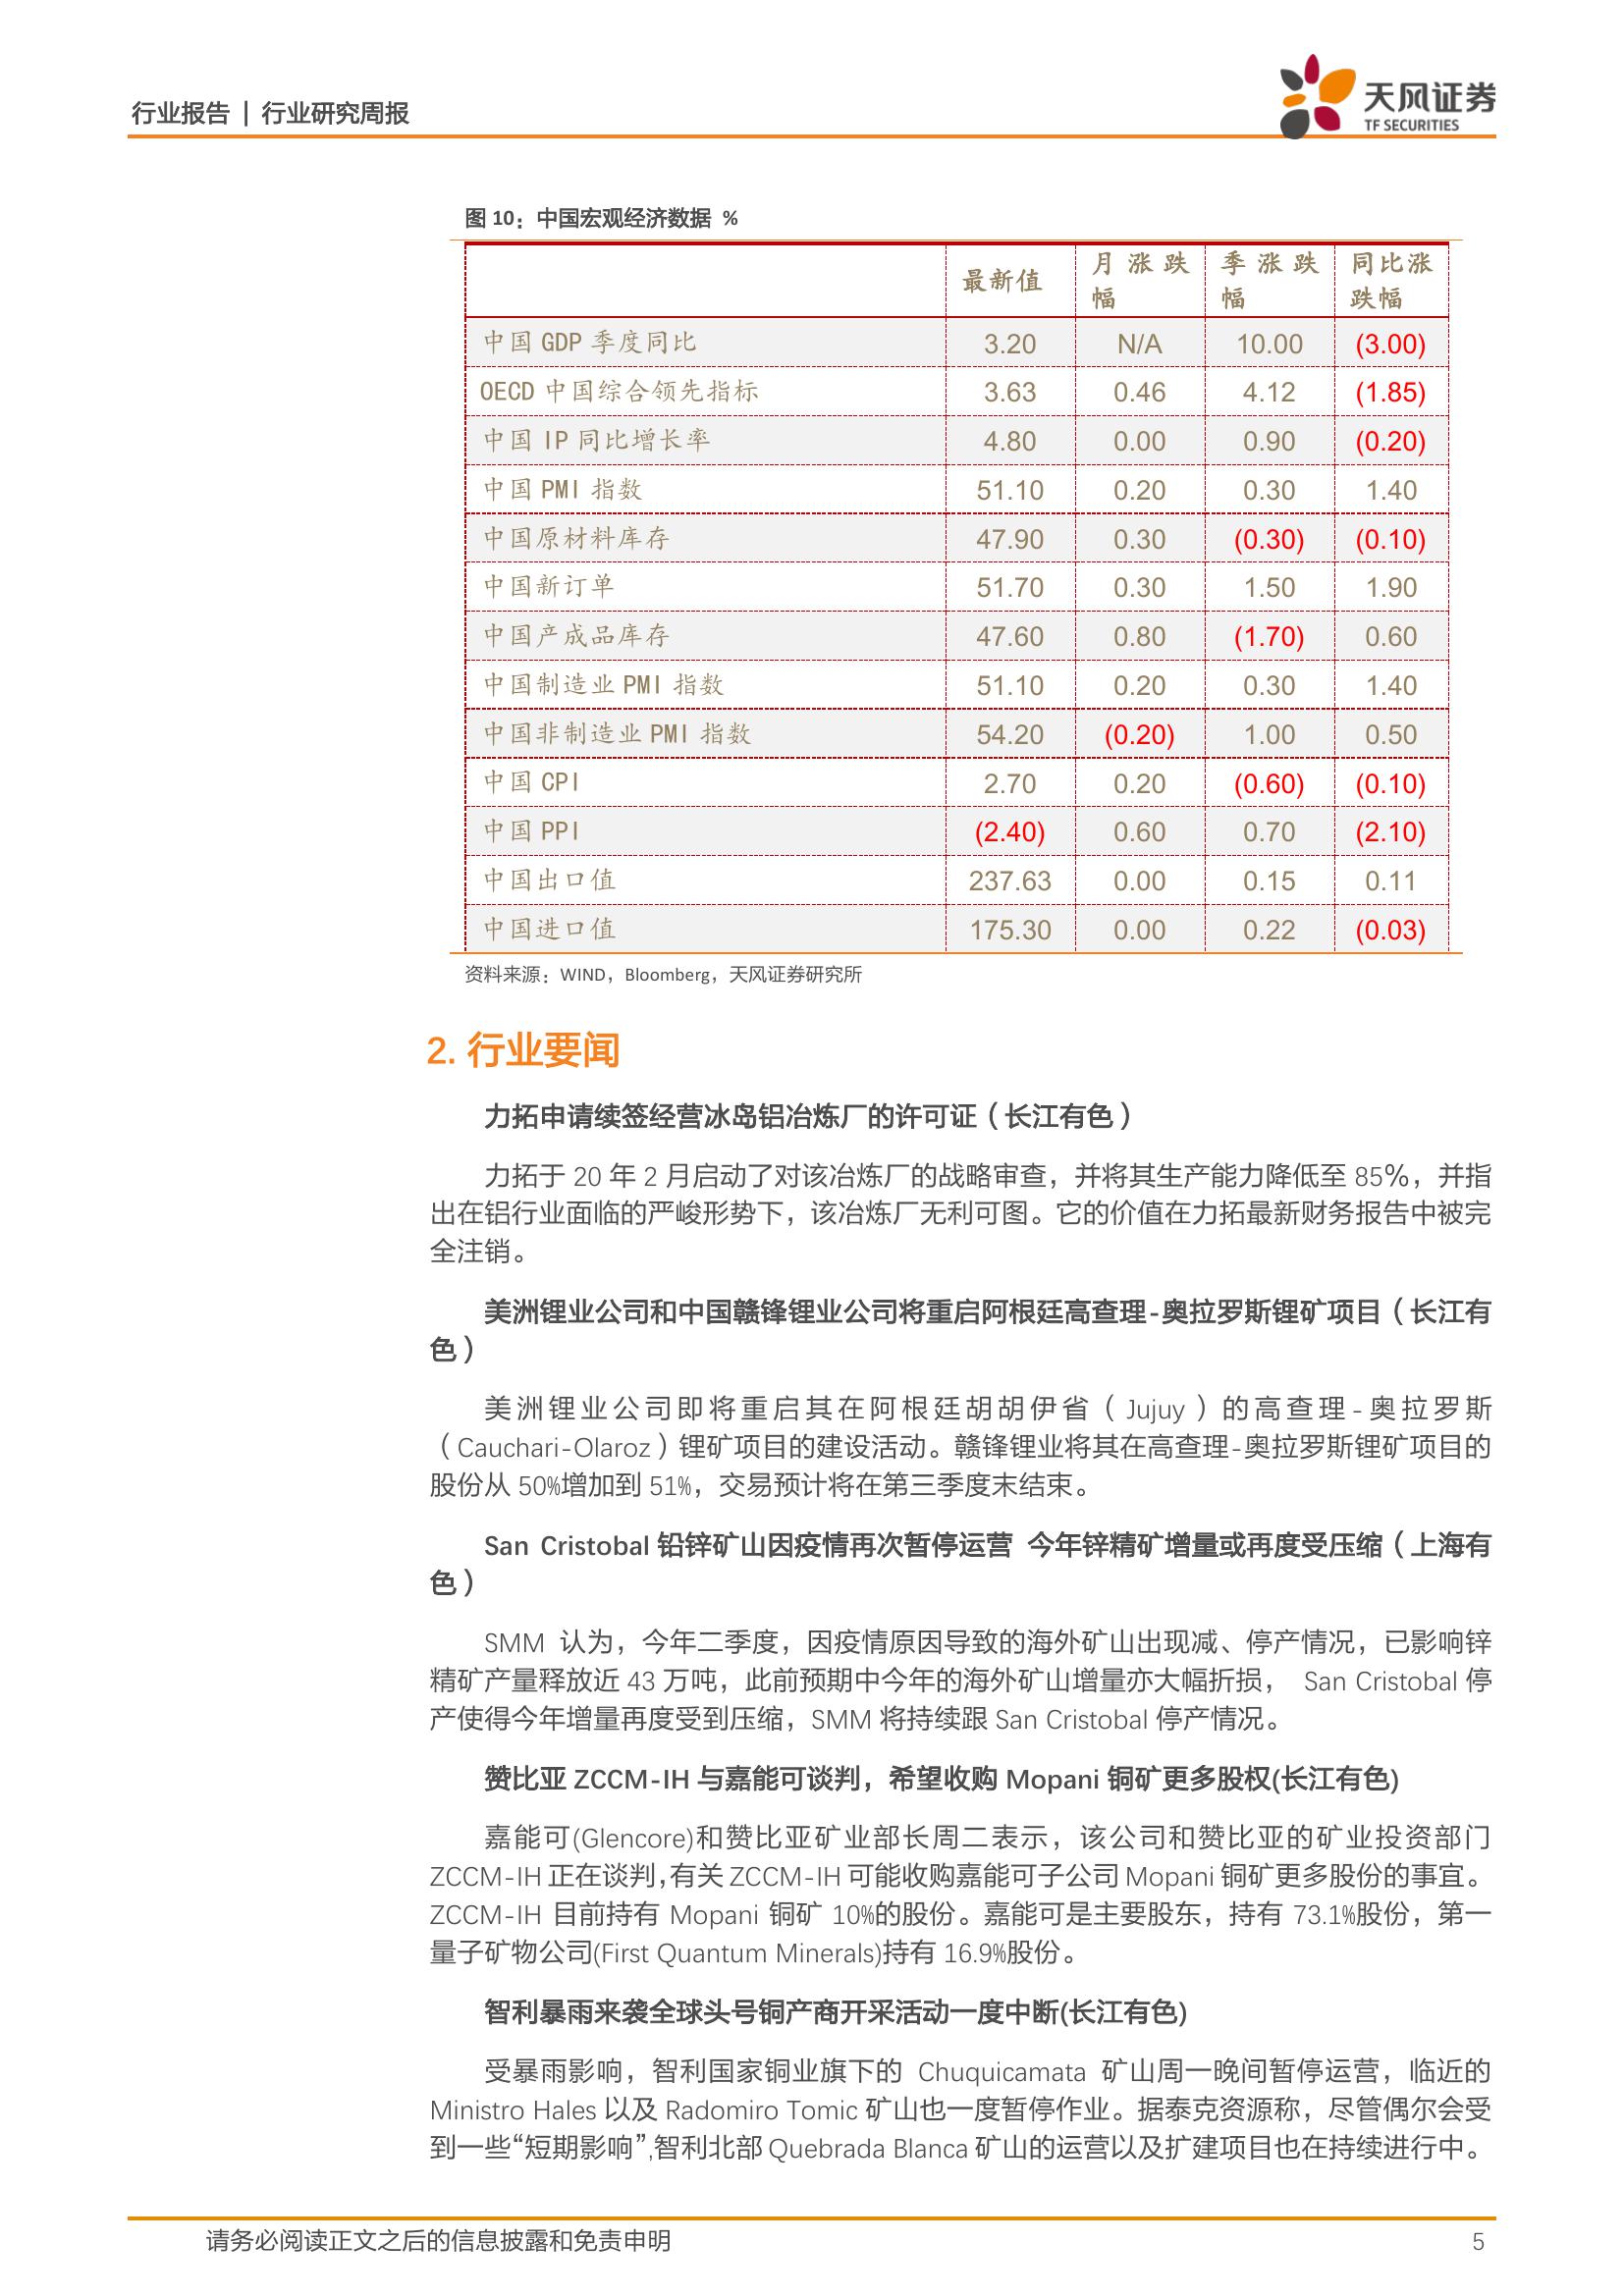 行业报告 | 行业研究周报
天风证券
TF SECURITIES
图 10：中国宏观经济数据 %
最新值 月涨跌幅 季涨跌幅 同比涨跌幅
中国 GDP 季度同比 3.20 N/A 10.00 (3.00)
OECD 中国综合领先指标 3.63 0.46 4.12 (1.85)
中国 IP 同比增长率 4.80 0.00 0.90 (0.20)
中国 PMI 指数 51.10 0.20 0.30 1.40
中国原材料库存 47.90 0.30 (0.30) (0.10)
中国新订单 51.70 0.30 1.50 1.90
中国产成品库存 47.60 0.80 (1.70) 0.60
中国制造业 PMI 指数 51.10 0.20 0.30 1.40
中国非制造业 PMI 指数 54.20 (0.20) 1.00 0.50
中国 CPI 2.70 0.20 (0.60) (0.10)
中国 PPI (2.40) 0.60 0.70 (2.10)
中国出口值 237.63 0.00 0.15 0.11
中国进口值 175.30 0.00 0.22 (0.03)
资料来源：WIND，Bloomberg，天风证券研究所
2. 行业要闻
力拓申请续签经营冰岛铝冶炼厂的许可证（长江有色）
力拓于 20 年 2 月启动了对该冶炼厂的战略审查，并将其生产能力降低至 85%，并指
出在铝行业面临的严峻形势下，该冶炼厂无利可图。它的价值在力拓最新财务报告中被完
全注销。
美洲锂业公司和中国赣锋锂业公司将重启阿根廷高查理-奥拉罗斯锂矿项目（长江有
色）
美洲锂业公司即将重启其在阿根廷胡胡伊省（Jujuy）的高查理-奥拉罗斯
（Cauchari-Olaroz）锂矿项目的建设活动。赣锋锂业将其在高查理-奥拉罗斯锂矿项目的
股份从 50%增加到 51%，交易预计将在第三季度末结束。
San Cristobal 铅锌矿山因疫情再次暂停运营 今年锌精矿增量或再度受压缩（上海有
色）
SMM 认为，今年二季度，因疫情原因导致的海外矿山出现减、停产情况，已影响锌
精矿产量释放近 43 万吨，此前预期中今年的海外矿山增量亦大幅折损， San Cristobal 停
产使得今年增量再度受到压缩，SMM 将持续跟 San Cristobal 停产情况。
赞比亚 ZCCM-IH 与嘉能可谈判，希望收购 Mopani 铜矿更多股权(长江有色)
嘉能可(Glencore)和赞比亚矿业部长周二表示，该公司和赞比亚的矿业投资部门
ZCCM-IH 正在谈判,有关 ZCCM-IH 可能收购嘉能可子公司 Mopani 铜矿更多股份的事宜。
ZCCM-IH 目前持有 Mopani 铜矿 10%的股份。嘉能可是主要股东，持有 73.1%股份，第一
量子矿物公司(First Quantum Minerals)持有 16.9%股份。
智利暴雨来袭全球头号铜产商开采活动一度中断(长江有色)
受暴雨影响，智利国家铜业旗下的 Chuquicamata 矿山周一晚间暂停运营，临近的
Ministro Hales 以及 Radomiro Tomic 矿山也一度暂停作业。据泰克资源称，尽管偶尔会受
到一些“短期影响”,智利北部 Quebrada Blanca 矿山的运营以及扩建项目也在持续进行中。
请务必阅读正文之后的信息披露和免责申明 5